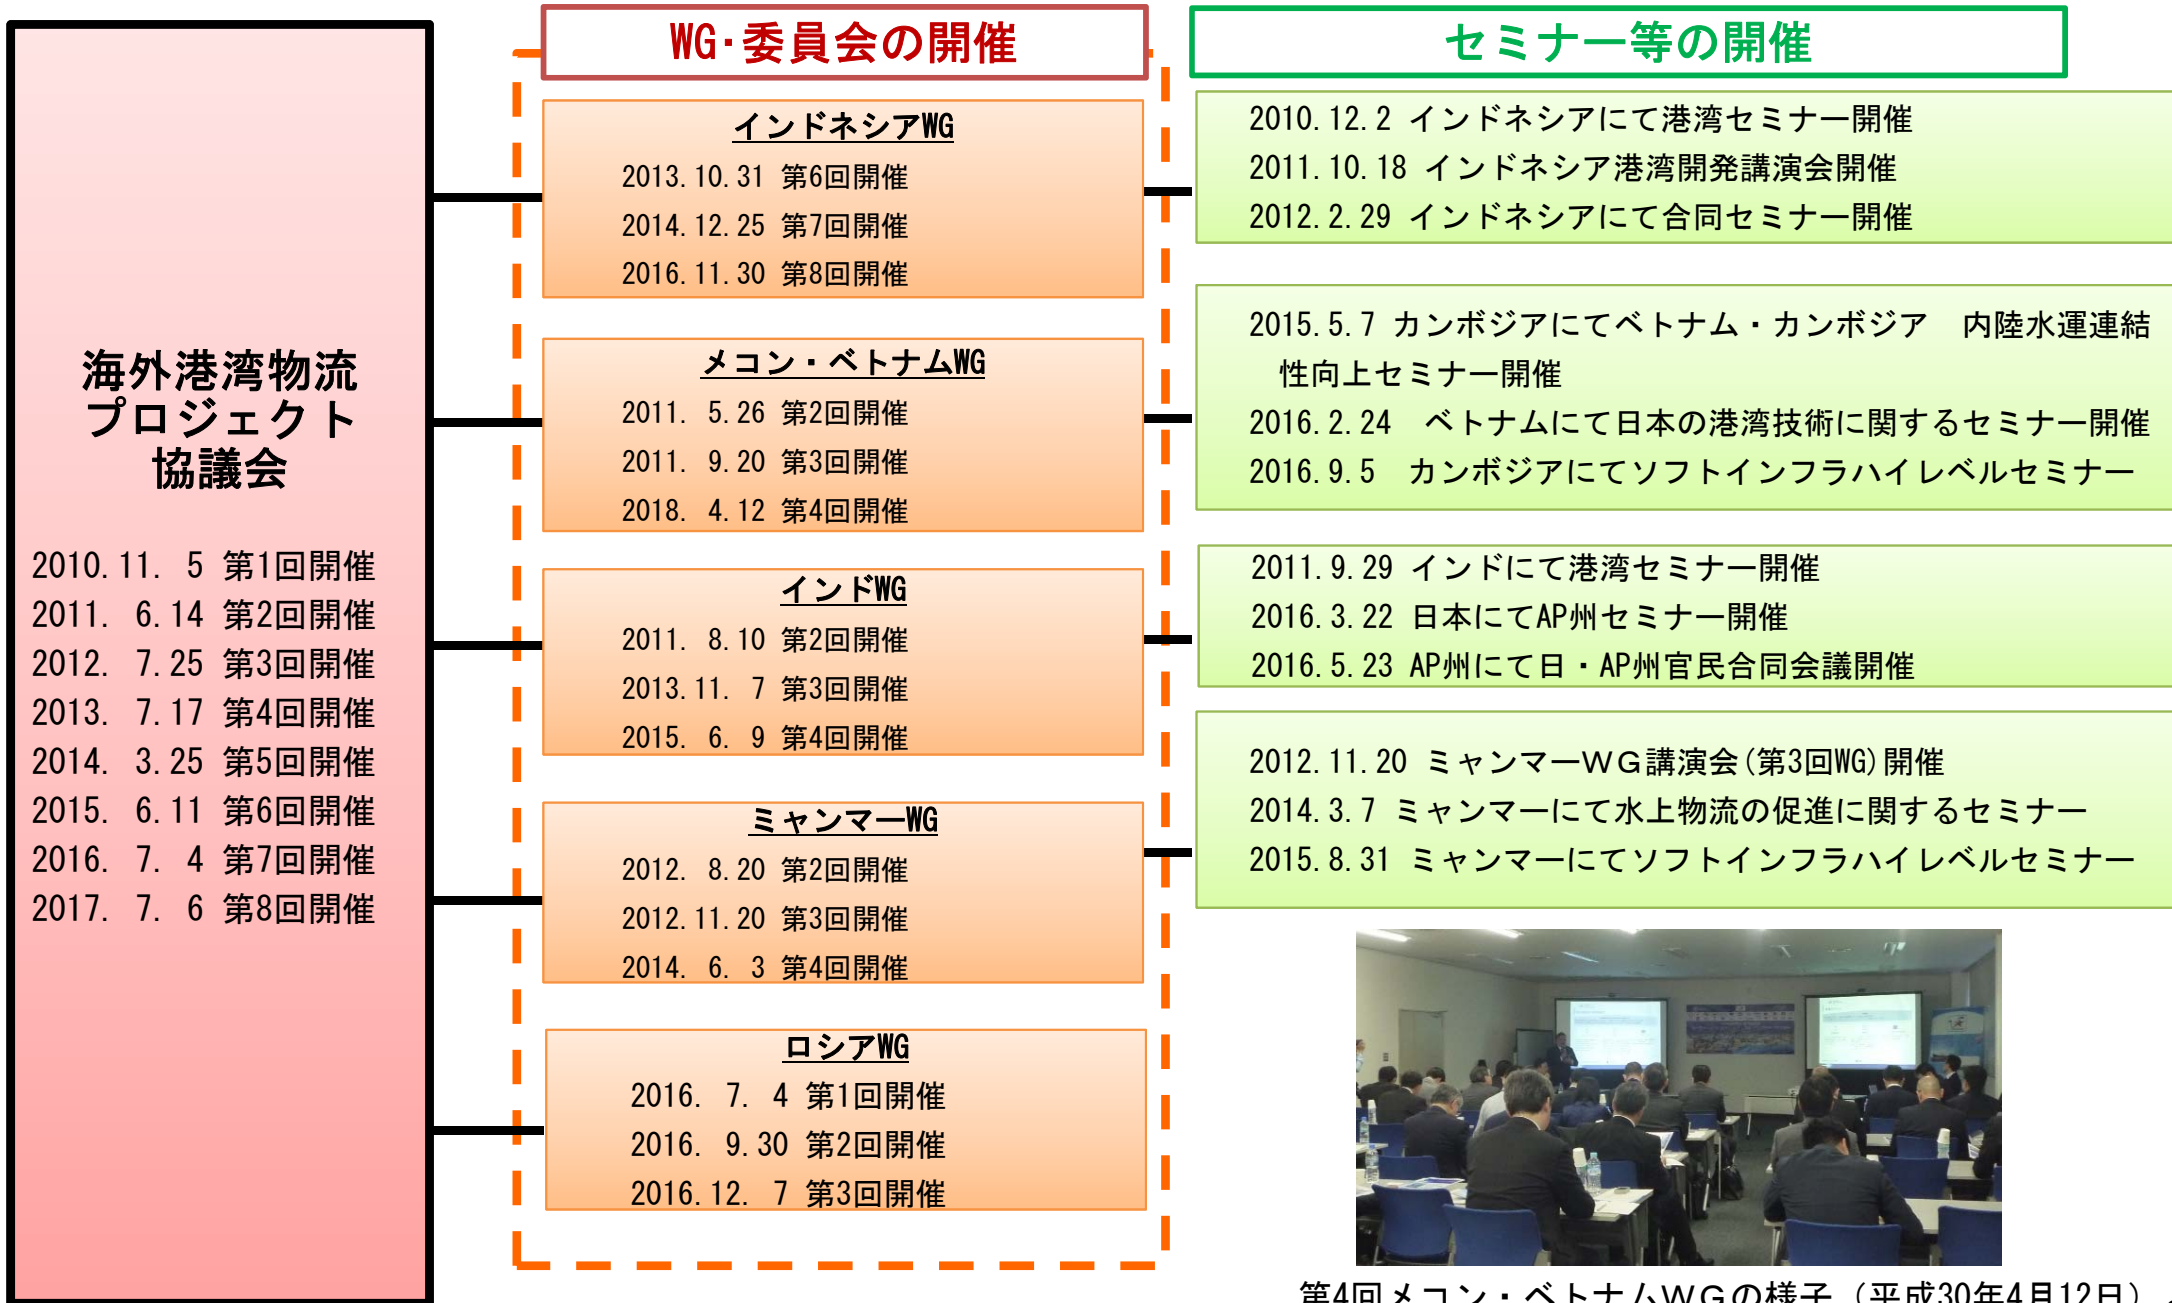 海外港湾物流
プロジェクト
協議会
2010.11. 5 第1回開催
2011. 6.14 第2回開催
2012. 7.25 第3回開催
2013. 7.17 第4回開催
2014. 3.25 第5回開催
2015. 6.11 第6回開催
2016. 7. 4 第7回開催
2017. 7. 6 第8回開催
WG・委員会の開催
インドネシアWG
2013.10.31 第6回開催
2014.12.25 第7回開催
2016.11.30 第8回開催
メコン・ベトナムWG
2011. 5.26 第2回開催
2011. 9.20 第3回開催
2018. 4.12 第4回開催
インドWG
2011. 8.10 第2回開催
2013.11. 7 第3回開催
2015. 6. 9 第4回開催
ミャンマーWG
2012. 8.20 第2回開催
2012.11.20 第3回開催
2014. 6. 3 第4回開催
ロシアWG
2016. 7. 4 第1回開催
2016. 9.30 第2回開催
2016.12. 7 第3回開催
セミナー等の開催
2010.12.2 インドネシアにて港湾セミナー開催
2011.10.18 インドネシア港湾開発講演会開催
2012.2.29 インドネシアにて合同セミナー開催
2015.5.7 カンボジアにてベトナム・カンボジア　内陸水運連結
性向上セミナー開催
2016.2.24　ベトナムにて日本の港湾技術に関するセミナー開催
2016.9.5　カンボジアにてソフトインフラハイレベルセミナー
2011.9.29 インドにて港湾セミナー開催
2016.3.22 日本にてAP州セミナー開催
2016.5.23 AP州にて日・AP州官民合同会議開催
2012.11.20 ミャンマーＷＧ講演会(第3回WG)開催
2014.3.7 ミャンマーにて水上物流の促進に関するセミナー
2015.8.31 ミャンマーにてソフトインフラハイレベルセミナー
第4回メコン・ベトナムＷＧの様子（平成30年4月12日）